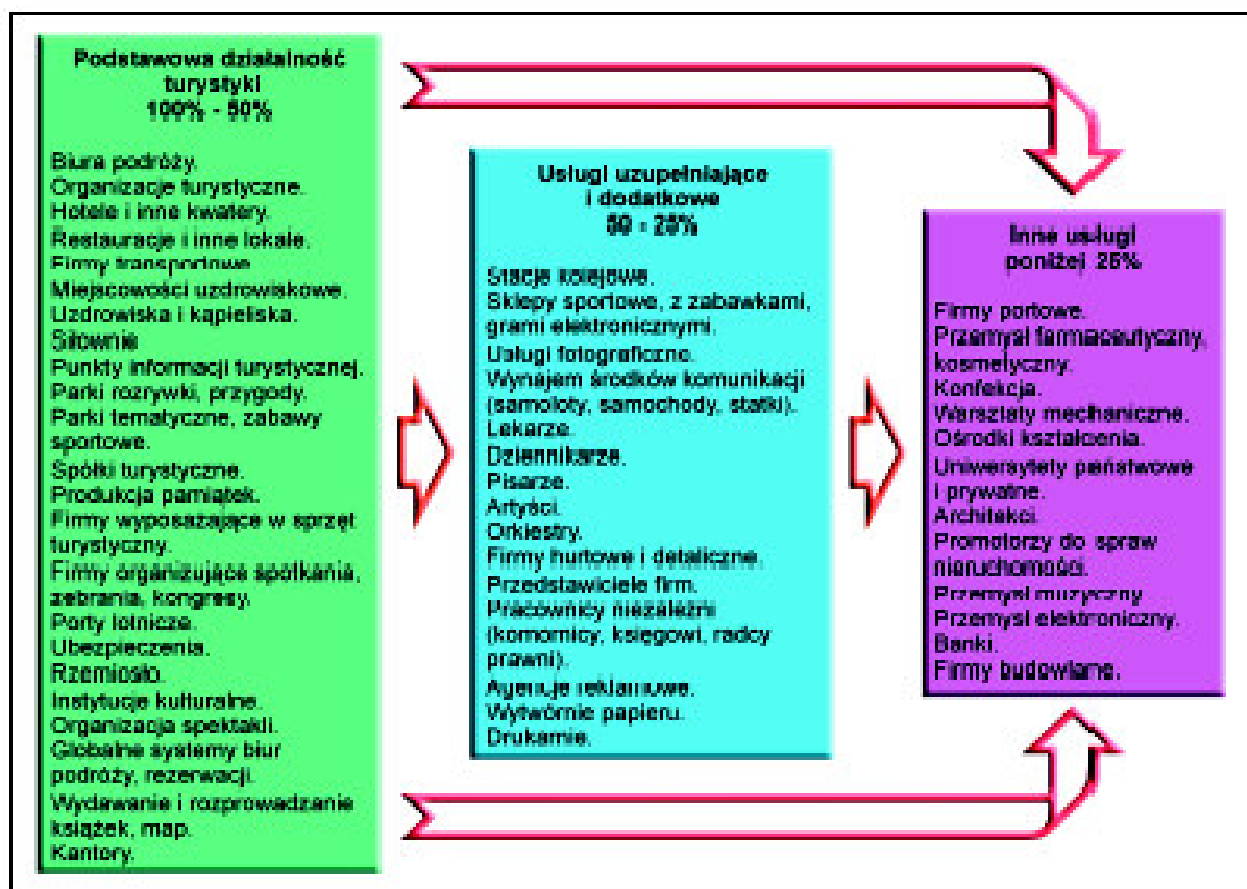 Podstawowa działalność
turystyki
100% - 50%
Biura podróży.
Organizacje turystyczne.
Hotele i inne kwatery.
Restauracje i inne lokale.
Firmy transportowe
Miejscowości uzdrowiskowe.
Uzdrowiska i kąpieliska.
Siłownie
Punkty informacji turystycznej.
Parki rozrywki, przygody.
Parki tematyczne, zabawy
sportowe.
Spółki turystyczne.
Produkcja pamiątek.
Firmy wyposażające w sprzęt
turystyczny.
Firmy organizujące spotkania,
zebrania, kongresy.
Porty lotnicze.
Ubezpieczenia.
Rzemiosło.
Instytucje kulturalne.
Organizacja spektakli.
Globalne systemy biur
podróży, rezerwacji.
Wydawanie i rozprowadzanie
książek, map.
Kantory.
Usługi uzupełniające
i dodatkowe
50 - 25%
Stacje kolejowe.
Sklepy sportowe, z zabawkami,
grami elektronicznymi.
Usługi fotograficzne.
Wynajem środków komunikacji
(samoloty, samochody, statki).
Lekarze.
Dziennikarze.
Pisarze.
Artyści.
Orkiestry.
Firmy hurtowe i detaliczne.
Przedstawiciele firm.
Pracownicy niezależni
(komornicy, księgowi, radcy
prawni).
Agencje reklamowe.
Wytwórnie papieru.
Drukarnie.
Inne usługi
poniżej 25%
Firmy portowe.
Przemysł farmaceutyczny,
kosmetyczny.
Konfekcja.
Warsztaty mechaniczne.
Ośrodki kształcenia.
Uniwersytety państwowe
i prywatne.
Architekci.
Promotorzy do spraw
nieruchomości.
Przemysł muzyczny
Przemysł elektroniczny.
Banki.
Firmy budowlane.